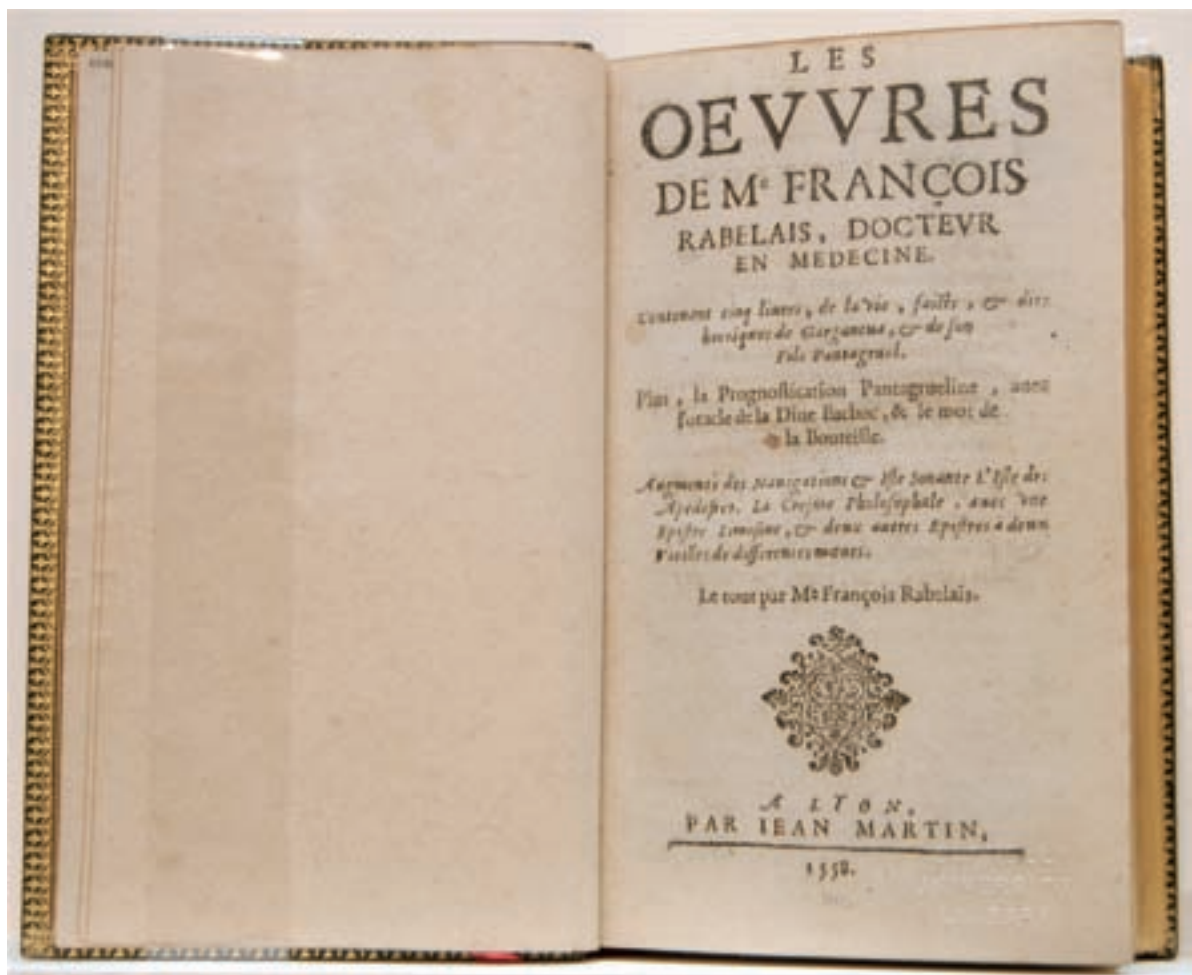 LES
OEVVRES
DE Mᵉ FRANÇOIS
RABELAIS, DOCTEVR
EN MEDECINE.
Contenant cinq liures, de la vie, faicts, & dits
heroiques de Gargantua, & de son
Fils Pantagruel.
Plus, la Prognostication Pantagrueline, auec
l'oracle de la Diue Bacbuc, & le mot de
la Bouteille.
Augmenté des Nauigations & Isle Sonante L'Isle des
Apedeftes. La Cresme Philosophale, auec vne
Epistre Limosine, & deux autres Epistres a deux
Vieilles de differentes mœurs.
Le tout par Mᵉ François Rabelais.
A LYON,
PAR IEAN MARTIN,
1558.